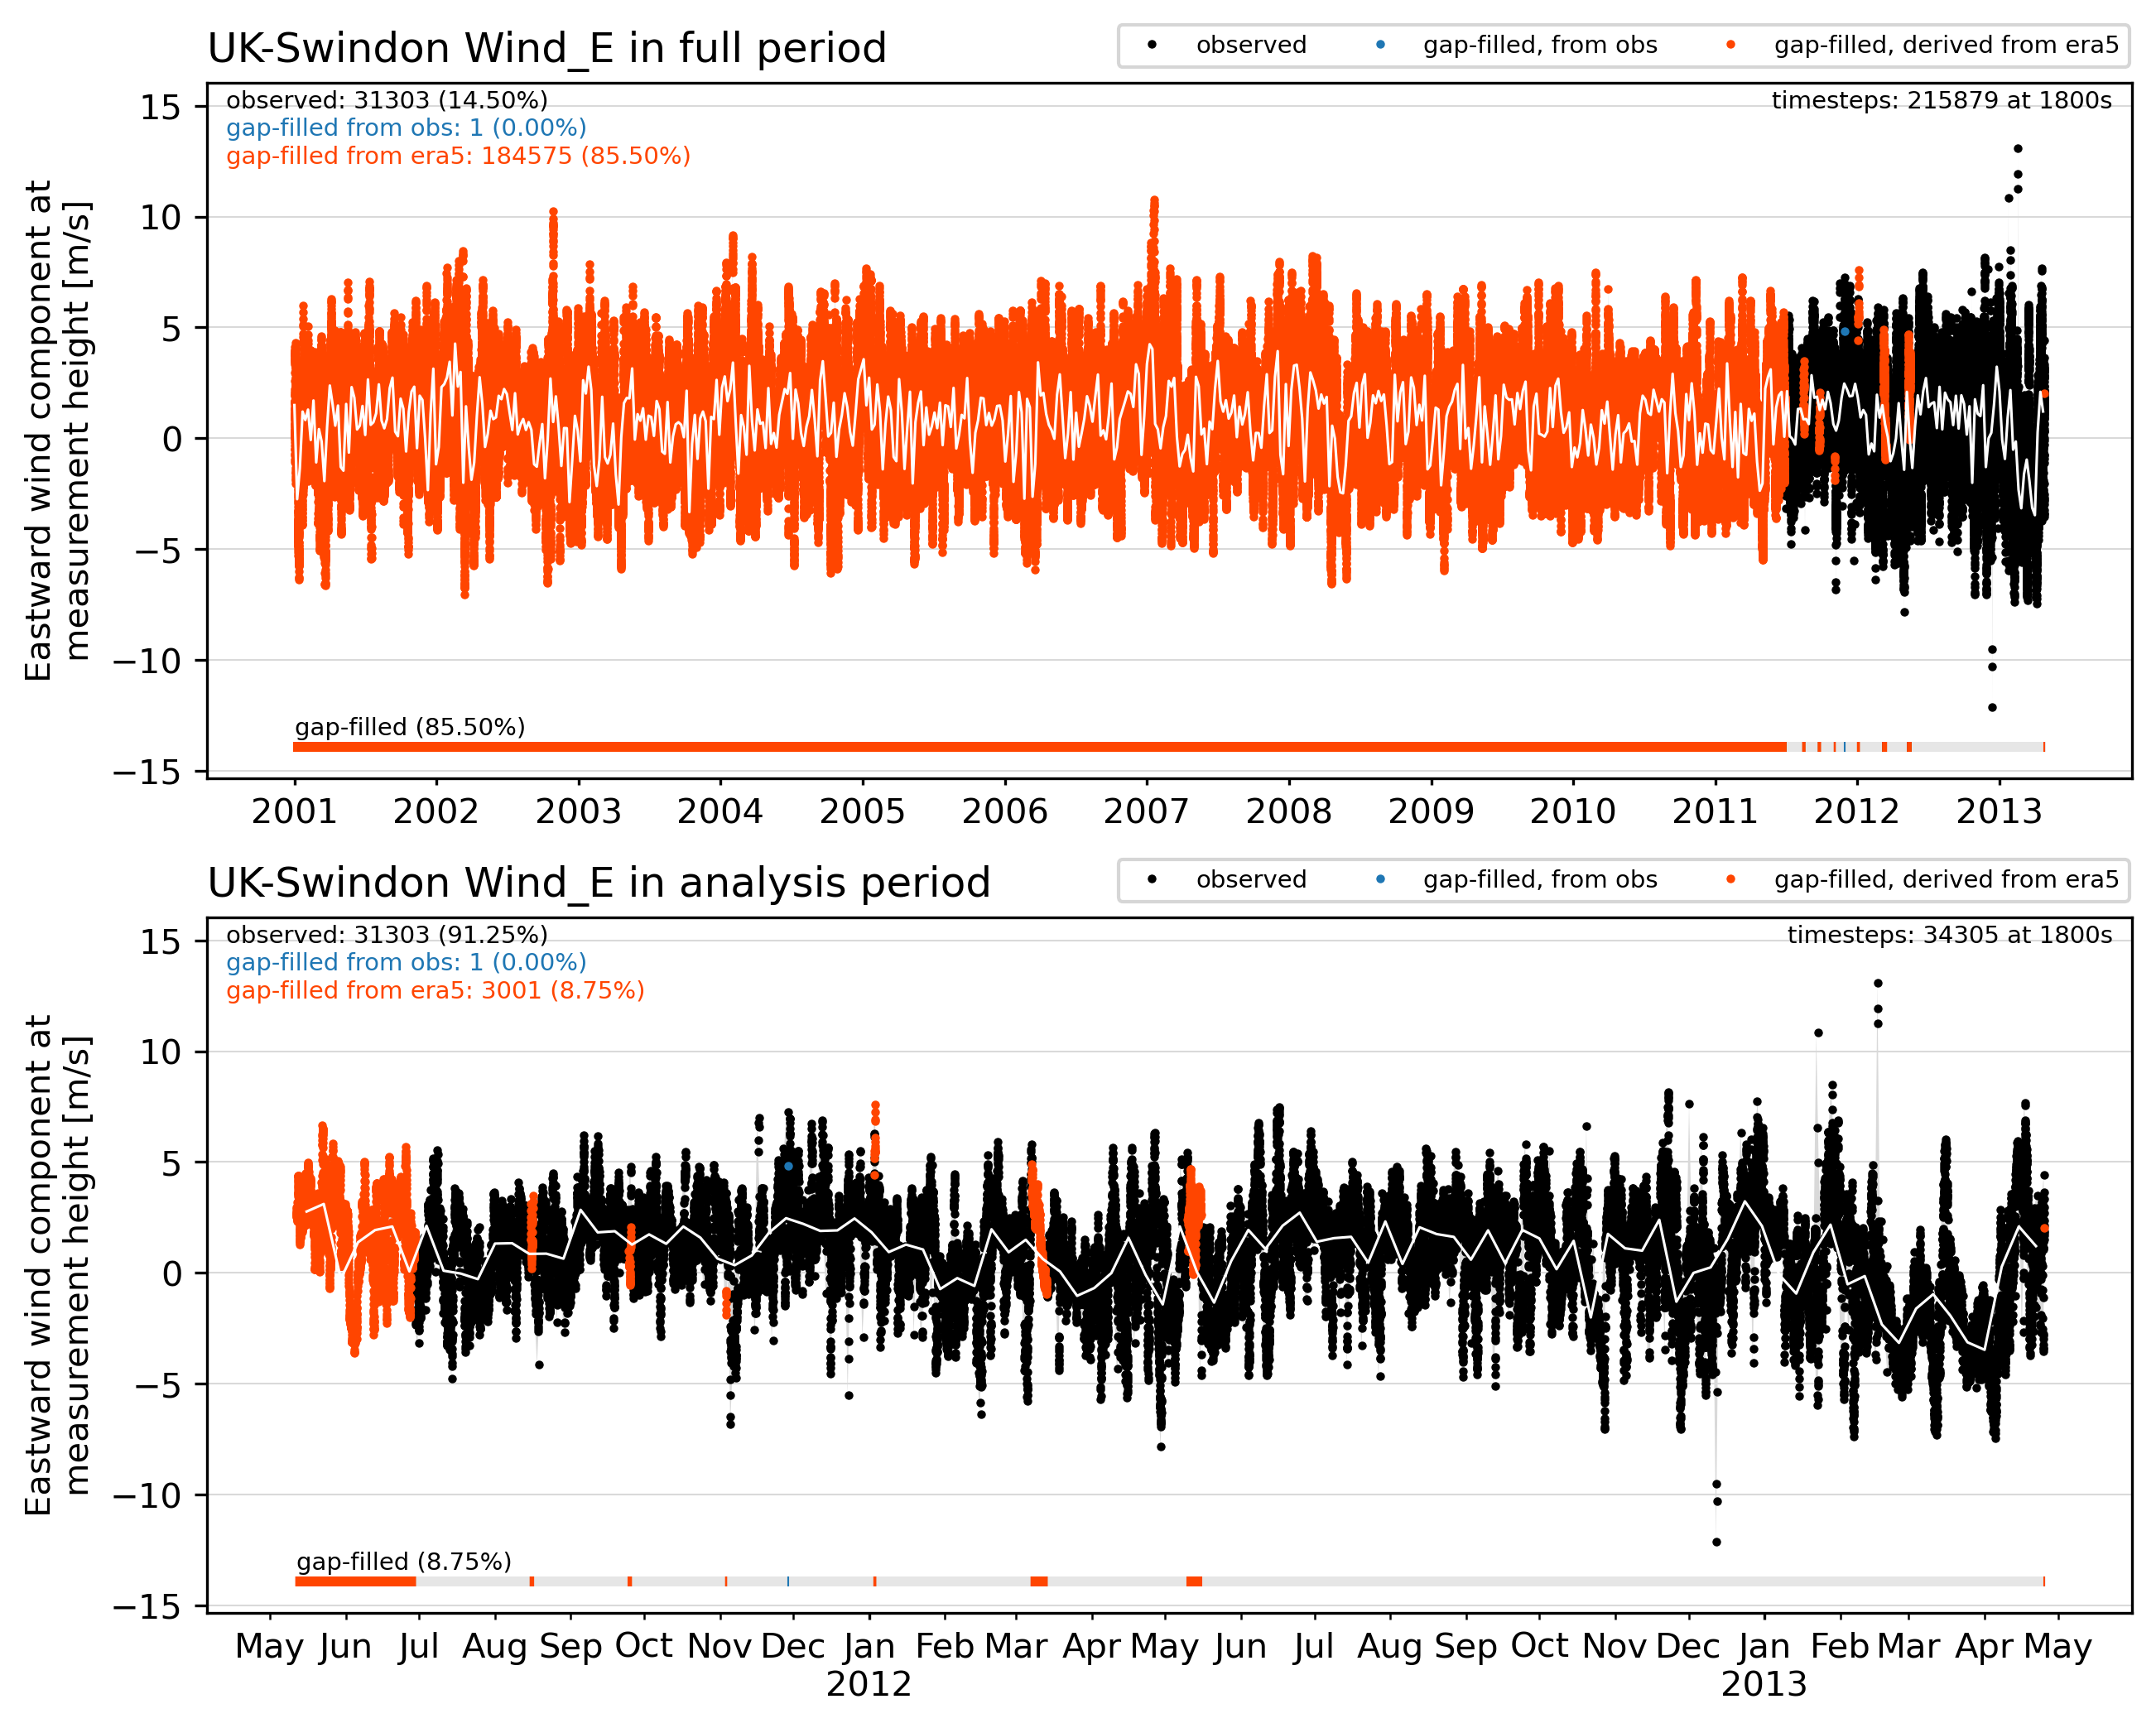 UK-Swindon Wind_E in full period
observed
gap-filled, from obs
gap-filled, derived from era5
observed: 31303 (14.50%)
gap-filled from obs: 1 (0.00%)
gap-filled from era5: 184575 (85.50%)
timesteps: 215879 at 1800s
Eastward wind component at
measurement height [m/s]
15
10
5
0
−5
−10
−15
gap-filled (85.50%)
2001 2002 2003 2004 2005 2006 2007 2008 2009 2010 2011 2012 2013
UK-Swindon Wind_E in analysis period
observed
gap-filled, from obs
gap-filled, derived from era5
observed: 31303 (91.25%)
gap-filled from obs: 1 (0.00%)
gap-filled from era5: 3001 (8.75%)
timesteps: 34305 at 1800s
Eastward wind component at
measurement height [m/s]
15
10
5
0
−5
−10
−15
gap-filled (8.75%)
May Jun Jul Aug Sep Oct Nov Dec Jan Feb Mar Apr May Jun Jul Aug Sep Oct Nov Dec Jan Feb Mar Apr May
2012 2013